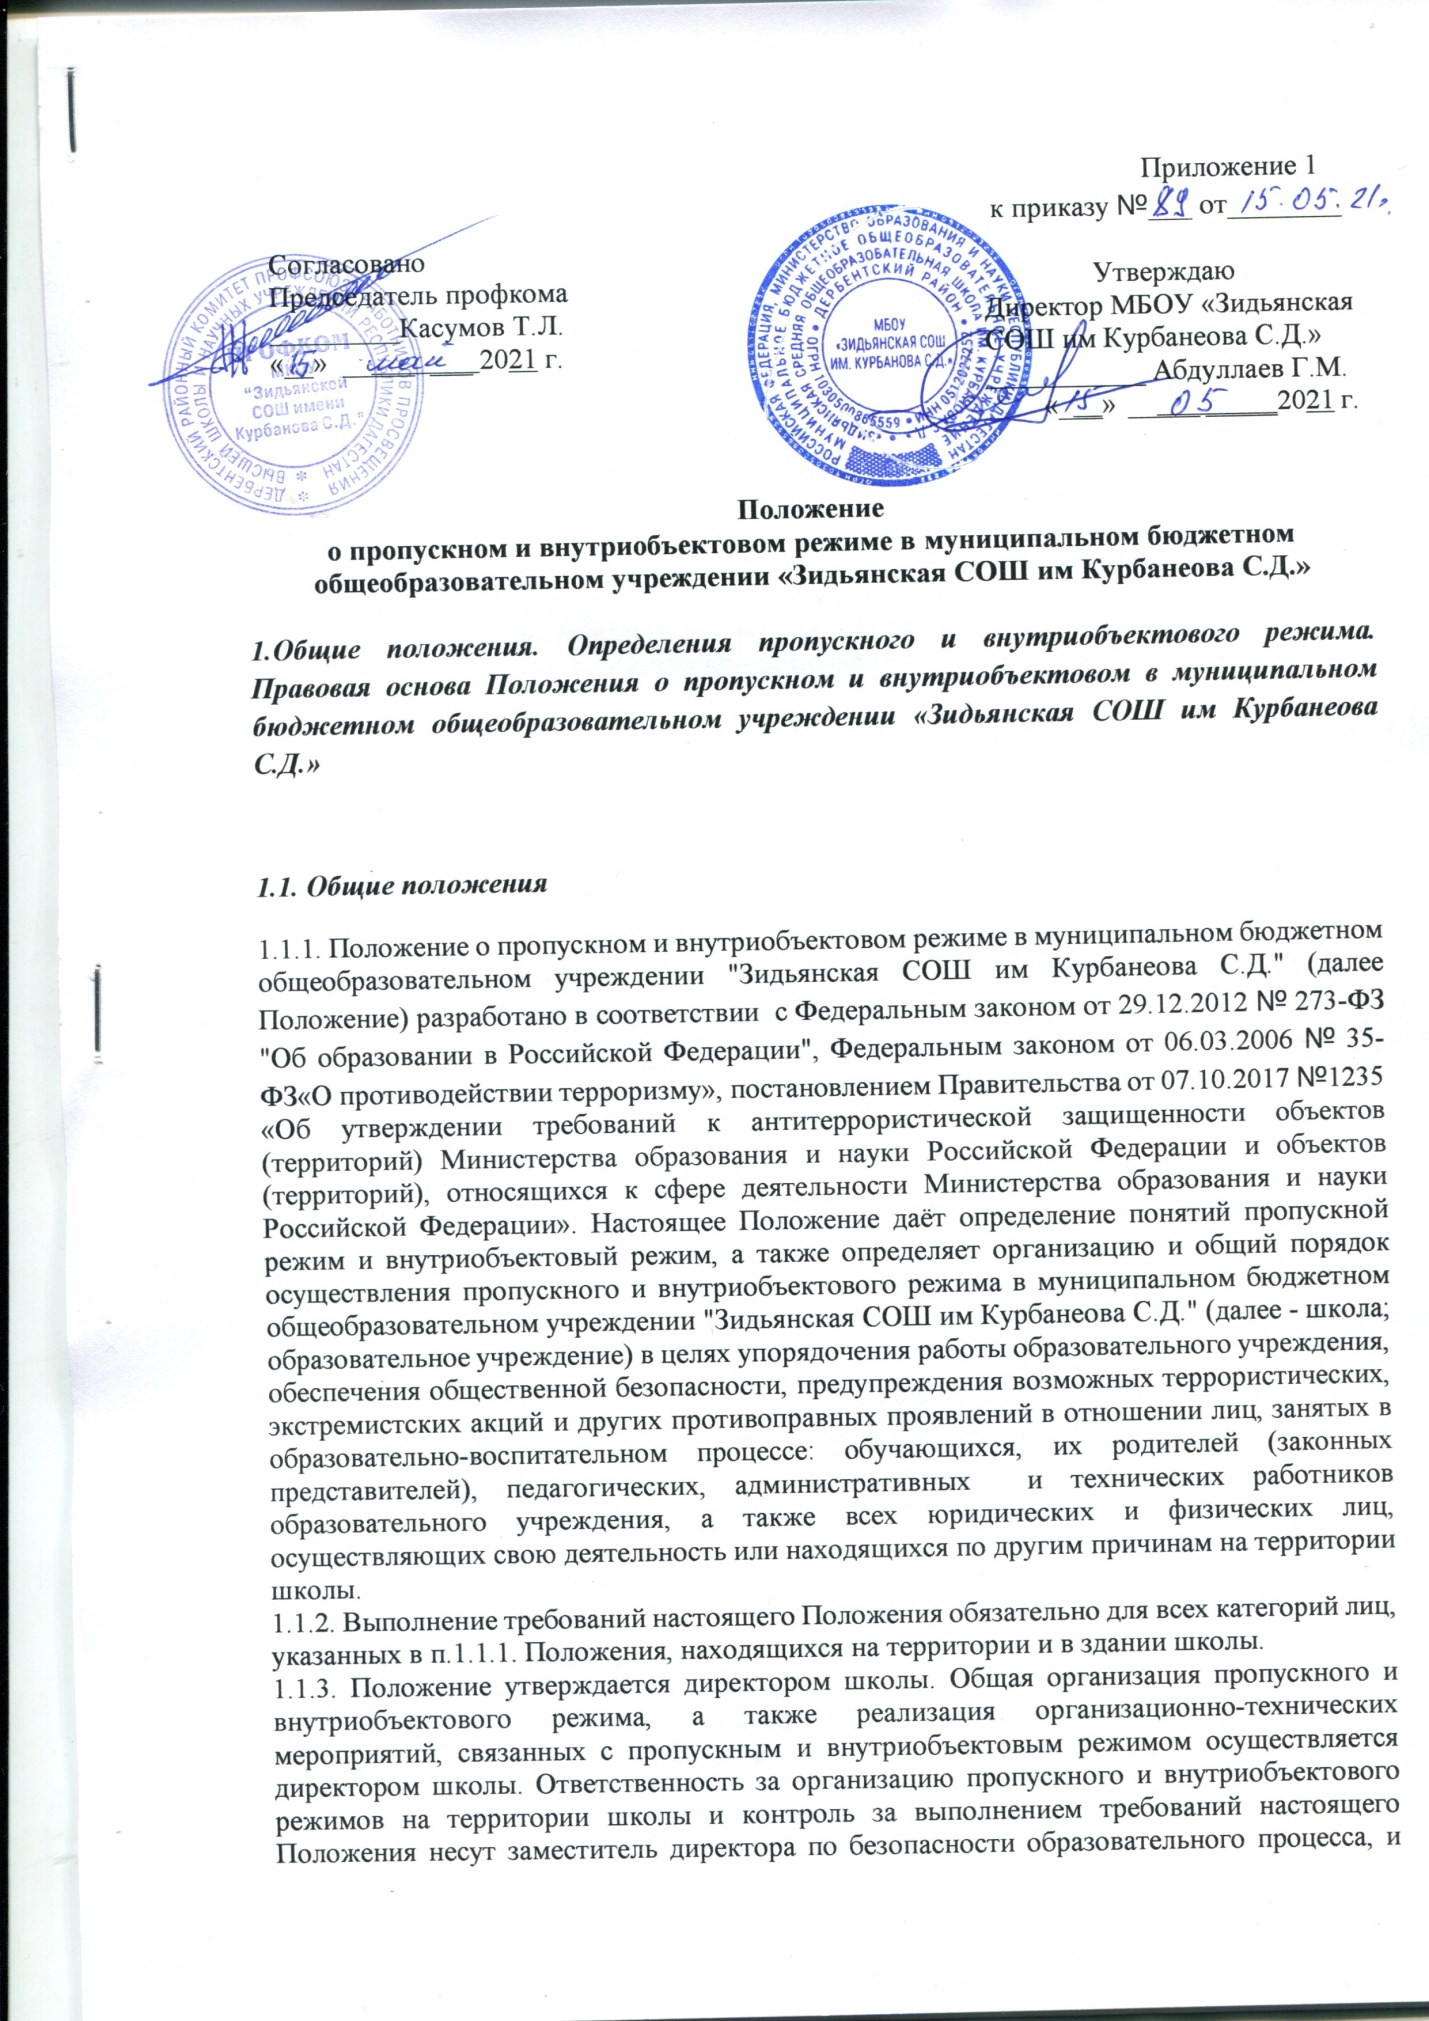 Приложение 1
к приказу № 89 от 15.05.21г.
Согласовано
Председатель профкома
Касумов Т.Л.
«15» май 2021 г.
Утверждаю
Директор МБОУ «Зидьянская
СОШ им Курбанеова С.Д.»
Абдуллаев Г.М.
«15» 05 2021 г.
ПРОФКОМ
"Зидьянской
СОШ имени
Курбанова С.Д."
МБОУ
«ЗИДЬЯНСКАЯ СОШ
ИМ. КУРБАНОВА С.Д.»
Положение
о пропускном и внутриобъектовом режиме в муниципальном бюджетном
общеобразовательном учреждении «Зидьянская СОШ им Курбанеова С.Д.»
1.Общие положения. Определения пропускного и внутриобъектового режима.
Правовая основа Положения о пропускном и внутриобъектовом в муниципальном
бюджетном общеобразовательном учреждении «Зидьянская СОШ им Курбанеова
С.Д.»
1.1. Общие положения
1.1.1. Положение о пропускном и внутриобъектовом режиме в муниципальном бюджетном
общеобразовательном учреждении "Зидьянская СОШ им Курбанеова С.Д." (далее
Положение) разработано в соответствии с Федеральным законом от 29.12.2012 № 273-ФЗ
"Об образовании в Российской Федерации", Федеральным законом от 06.03.2006 № 35-
ФЗ«О противодействии терроризму», постановлением Правительства от 07.10.2017 №1235
«Об утверждении требований к антитеррористической защищенности объектов
(территорий) Министерства образования и науки Российской Федерации и объектов
(территорий), относящихся к сфере деятельности Министерства образования и науки
Российской Федерации». Настоящее Положение даёт определение понятий пропускной
режим и внутриобъектовый режим, а также определяет организацию и общий порядок
осуществления пропускного и внутриобъектового режима в муниципальном бюджетном
общеобразовательном учреждении "Зидьянская СОШ им Курбанеова С.Д." (далее - школа;
образовательное учреждение) в целях упорядочения работы образовательного учреждения,
обеспечения общественной безопасности, предупреждения возможных террористических,
экстремистских акций и других противоправных проявлений в отношении лиц, занятых в
образовательно-воспитательном процессе: обучающихся, их родителей (законных
представителей), педагогических, административных и технических работников
образовательного учреждения, а также всех юридических и физических лиц,
осуществляющих свою деятельность или находящихся по другим причинам на территории
школы.
1.1.2. Выполнение требований настоящего Положения обязательно для всех категорий лиц,
указанных в п.1.1.1. Положения, находящихся на территории и в здании школы.
1.1.3. Положение утверждается директором школы. Общая организация пропускного и
внутриобъектового режима, а также реализация организационно-технических
мероприятий, связанных с пропускным и внутриобъектовым режимом осуществляется
директором школы. Ответственность за организацию пропускного и внутриобъектового
режимов на территории школы и контроль за выполнением требований настоящего
Положения несут заместитель директора по безопасности образовательного процесса, и